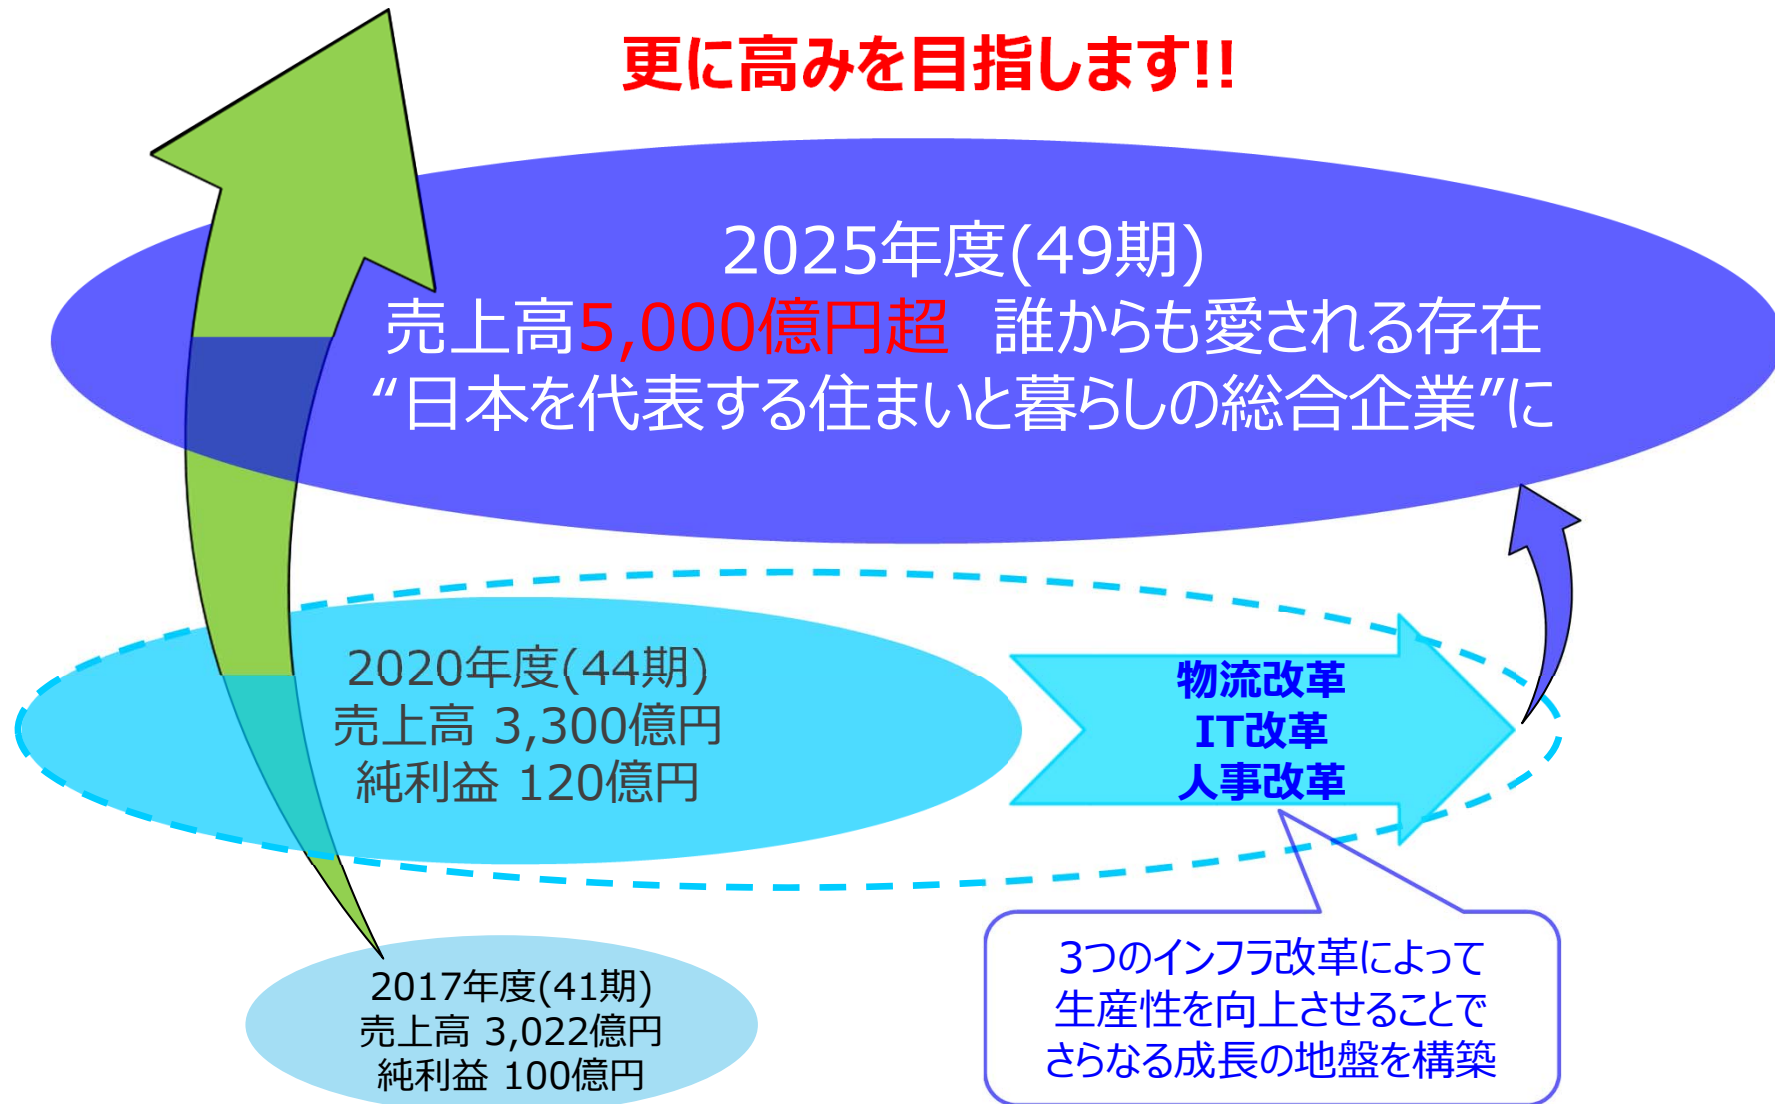 更に高みを目指します!!
2025年度(49期)
売上高5,000億円超　誰からも愛される存在
“日本を代表する住まいと暮らしの総合企業”に
2020年度(44期)
売上高 3,300億円
純利益 120億円
物流改革
IT改革
人事改革
2017年度(41期)
売上高 3,022億円
純利益 100億円
3つのインフラ改革によって
生産性を向上させることで
さらなる成長の地盤を構築